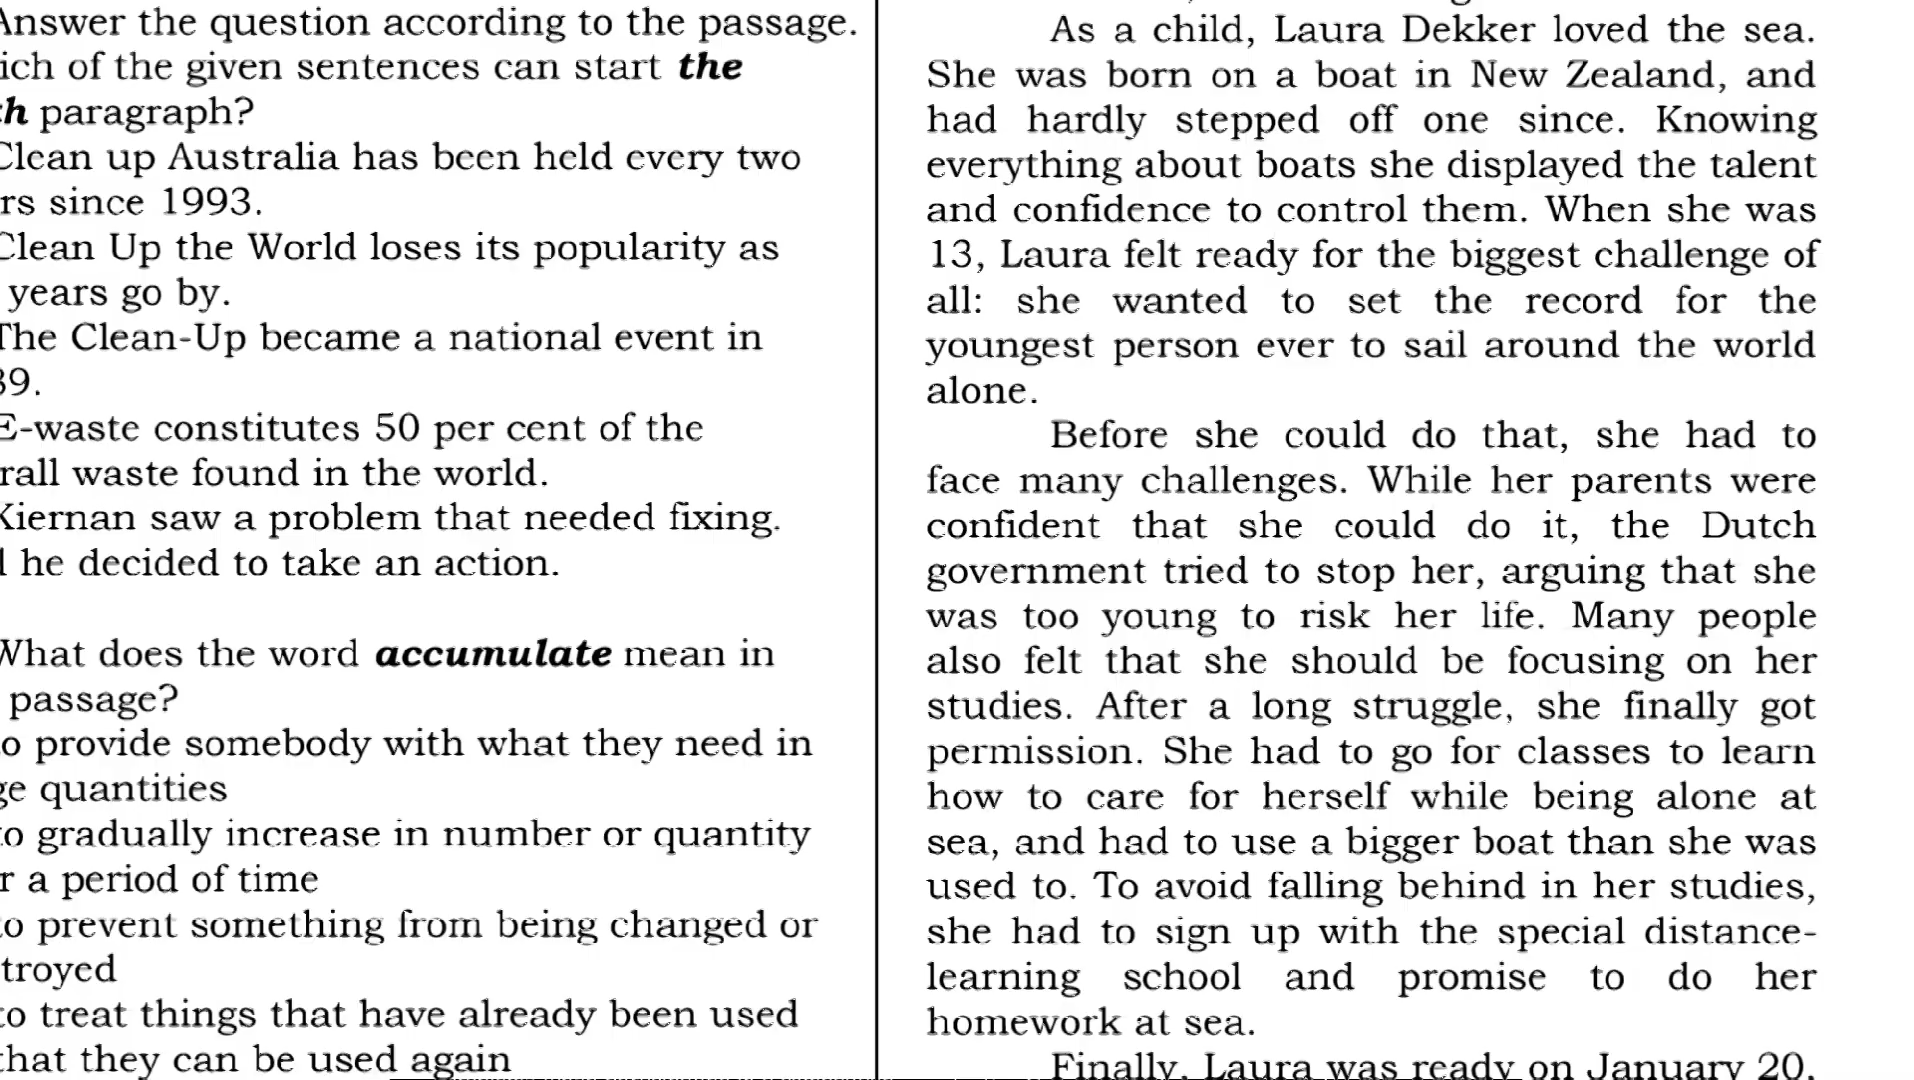 Answer the question according to the passage.
ich of the given sentences can start the
h paragraph?
Clean up Australia has been held every two
rs since 1993.
Clean Up the World loses its popularity as
years go by.
The Clean-Up became a national event in
39.
E-waste constitutes 50 per cent of the
rall waste found in the world.
Kiernan saw a problem that needed fixing.
he decided to take an action.
What does the word accumulate mean in
passage?
to provide somebody with what they need in
ge quantities
to gradually increase in number or quantity
r a period of time
to prevent something from being changed or
troyed
to treat things that have already been used
that they can be used again
As a child, Laura Dekker loved the sea.
She was born on a boat in New Zealand, and
had hardly stepped off one since. Knowing
everything about boats she displayed the talent
and confidence to control them. When she was
13, Laura felt ready for the biggest challenge of
all: she wanted to set the record for the
youngest person ever to sail around the world
alone.
Before she could do that, she had to
face many challenges. While her parents were
confident that she could do it, the Dutch
government tried to stop her, arguing that she
was too young to risk her life. Many people
also felt that she should be focusing on her
studies. After a long struggle, she finally got
permission. She had to go for classes to learn
how to care for herself while being alone at
sea, and had to use a bigger boat than she was
used to. To avoid falling behind in her studies,
she had to sign up with the special distance-
learning school and promise to do her
homework at sea.
Finally, Laura was ready on January 20,